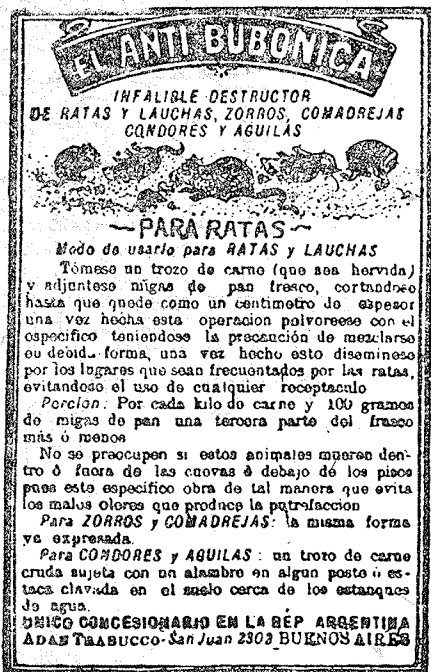 EL ANTI BUBONICA
INFALIBLE DESTRUCTOR
DE RATAS Y LAUCHAS, ZORROS, COMADREJAS
CONDORES Y AGUILAS
PARA RATAS
Modo de usarlo para RATAS y LAUCHAS
Tómese un trozo de carne (que sea hervida)
y adjuntese migas de pan fresco, cortandose
hasta que quede como un centimetro de espesor
una vez hecha esta operacion polvoreese con el
especifico teniendose la precaución de mezclarse
en debida forma, una vez hecho esto diseminese
por los lugares que sean frecuentados por las ratas,
evitandose el uso de cualquier receptaculo
Porcion: Por cada kilo de carne y 100 gramos
de migas de pan una tercera parte del frasco
más ó menos
No se preocupen si estos animales mueren den-
tro ó fuera de las cuevas ó debajo de los pisos
pues este especifico obra de tal manera que evita
los malos olores que produce la putrefaccion
Para ZORROS y COMADREJAS: la misma forma
ya expresada.
Para CONDORES y AGUILAS: un trozo de carne
cruda sujeta con un alambre en algun poste ó es-
taca clavada en el suelo cerca de los estanques
de agua.
UNICO CONCESIONARIO EN LA REP ARGENTINA
ADAN TRABUCCO-San Juan 2303 BUENOS AIRES